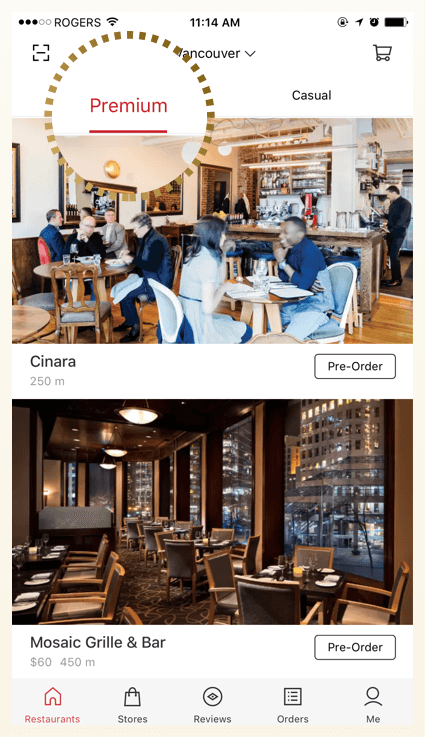 ROGERS 11:14 AM
ancouver
Premium
Casual
Cinara
250 m
Pre-Order
Mosaic Grille & Bar
$60 450 m
Pre-Order
Restaurants Stores Reviews Orders Me